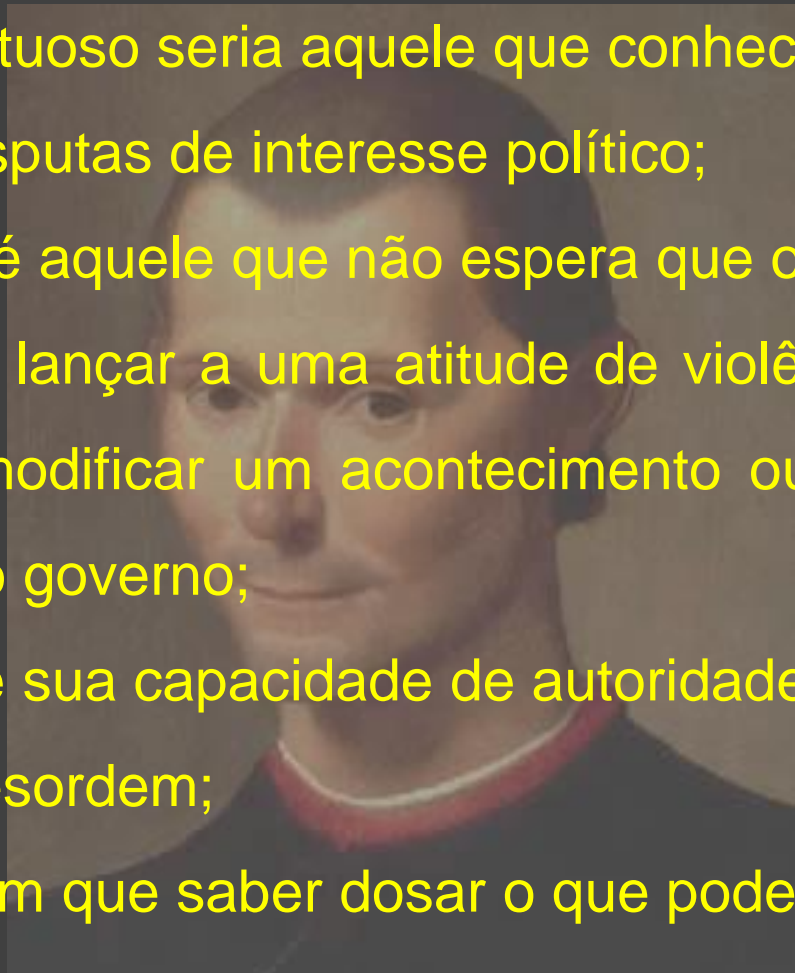 tuoso seria aquele que conhec
sputas de interesse político;
é aquele que não espera que o
lançar a uma atitude de violê
modificar um acontecimento ou
o governo;
e sua capacidade de autoridade
esordem;
m que saber dosar o que pode